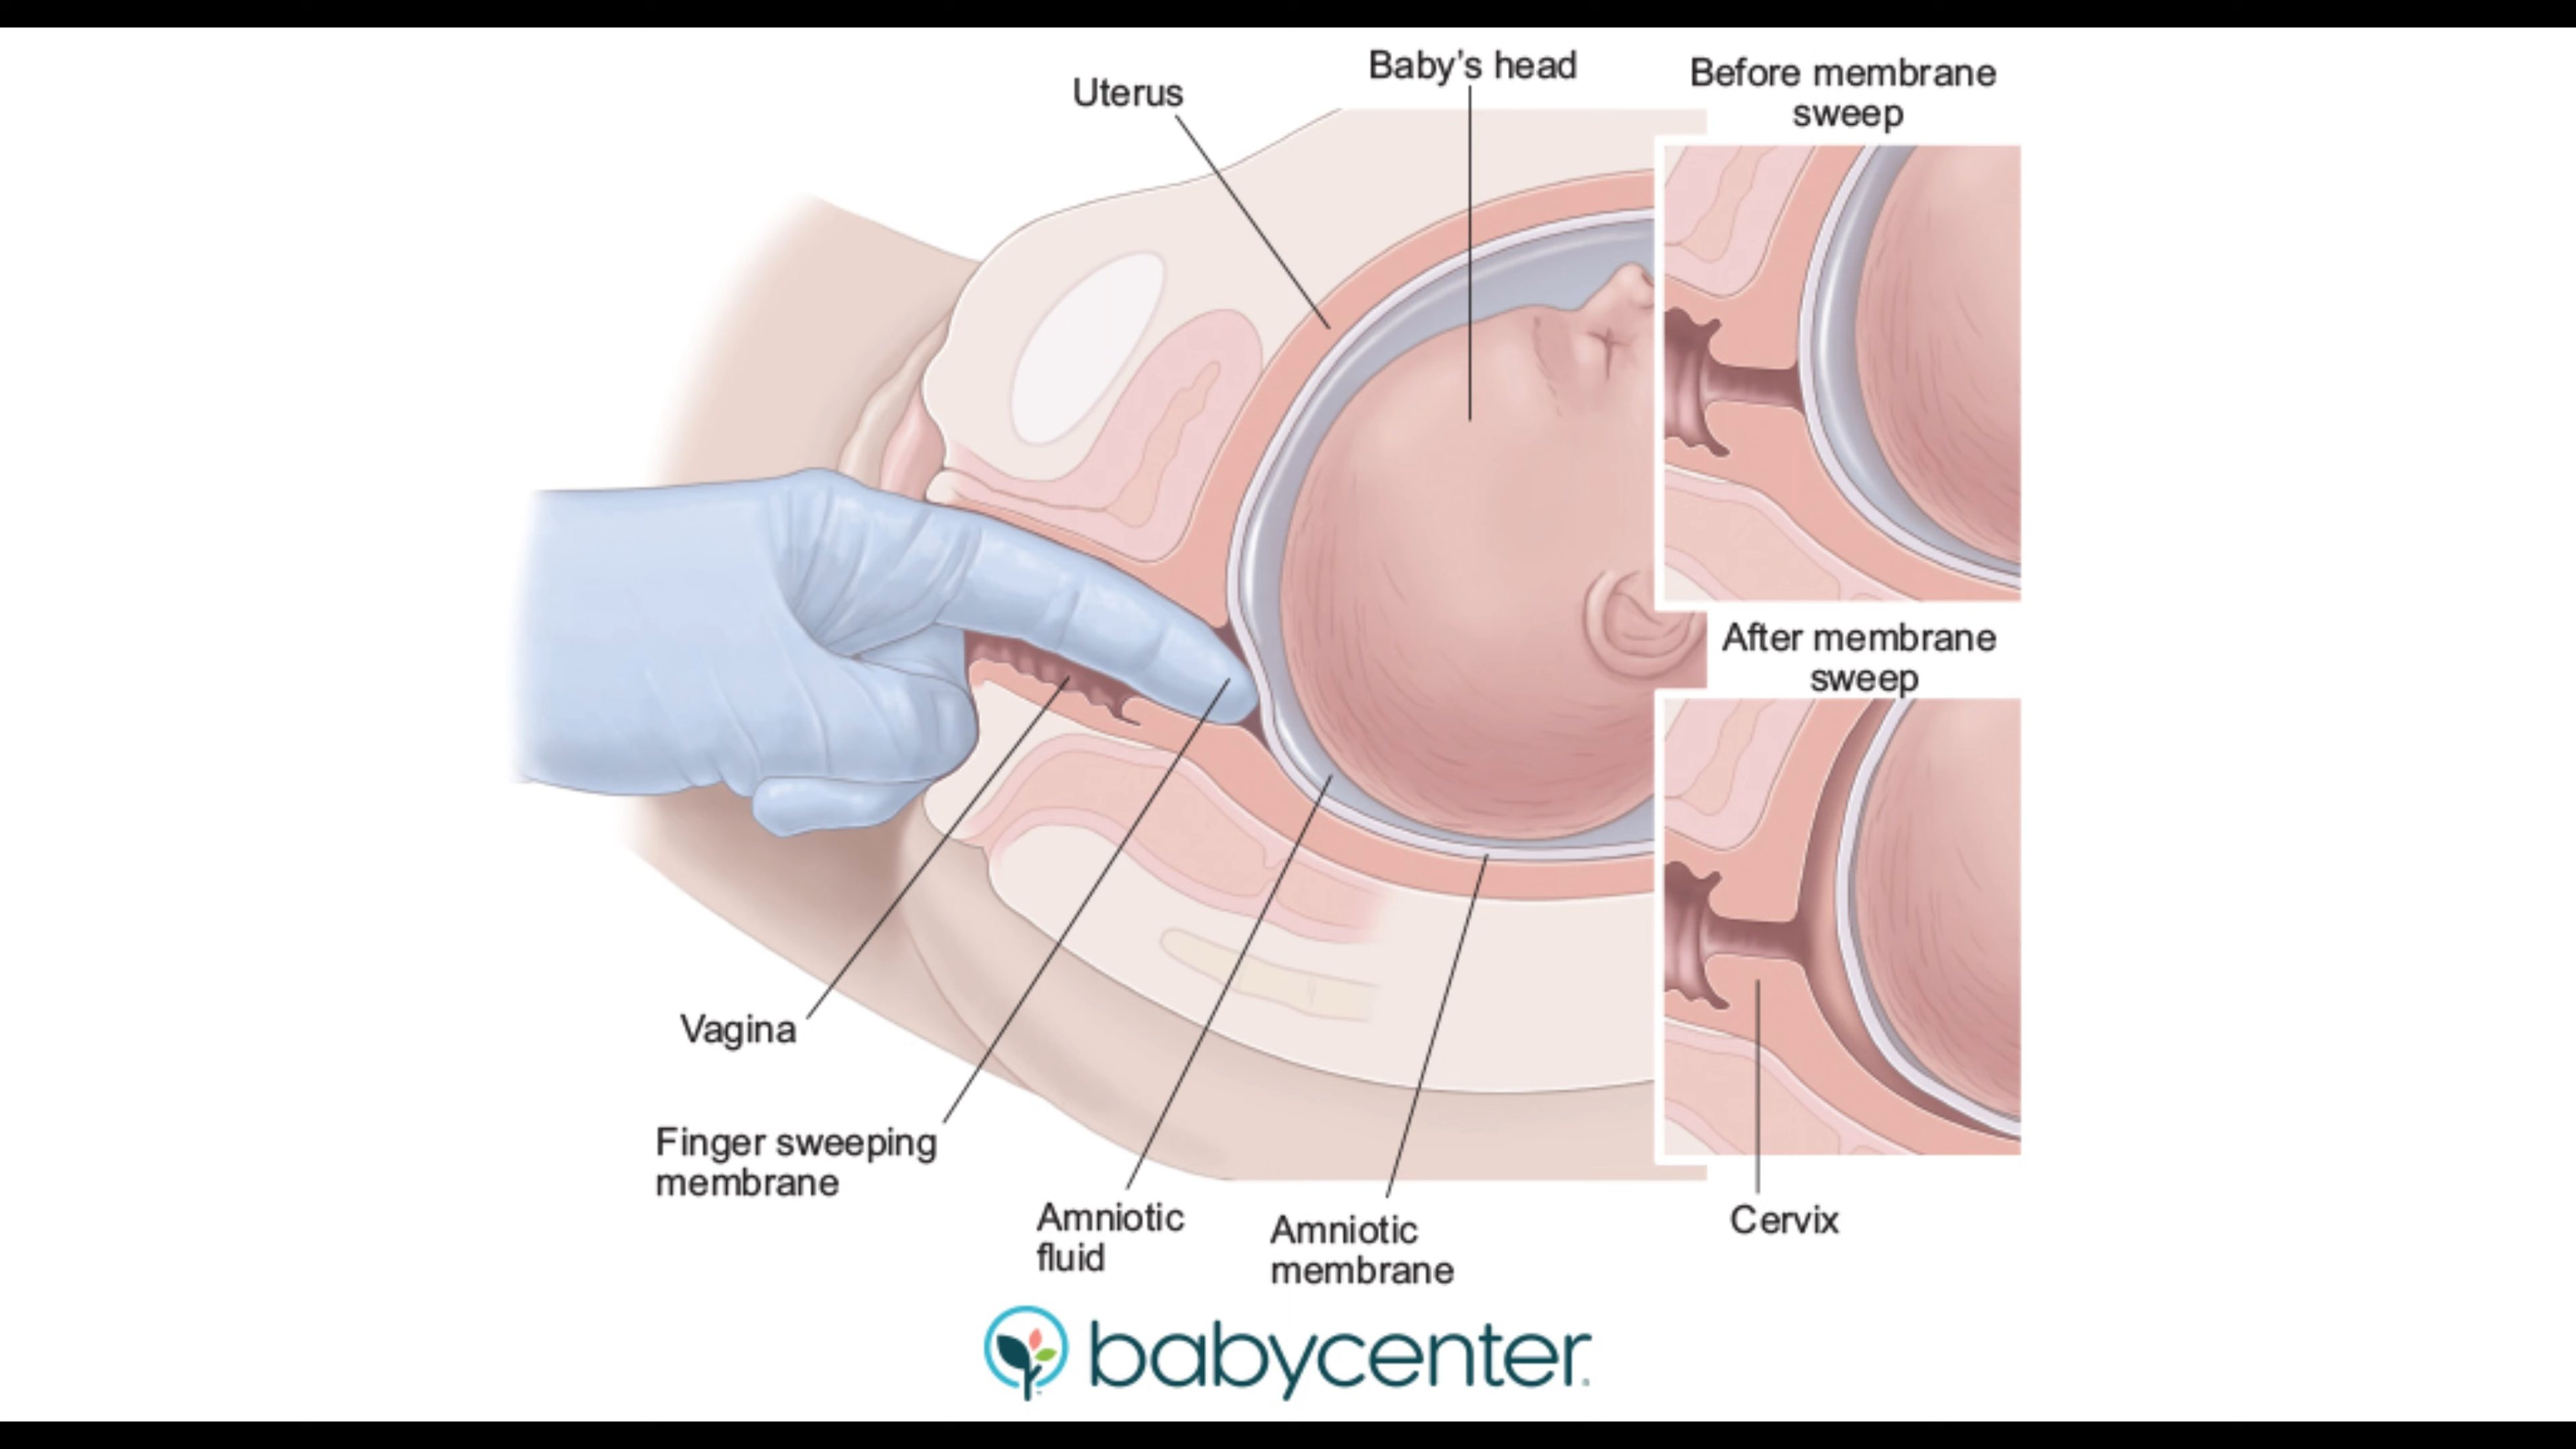 Uterus
Baby's head
Before membrane
sweep
After membrane
sweep
Vagina
Finger sweeping
membrane
Amniotic
fluid
Amniotic
membrane
Cervix
babycenter.